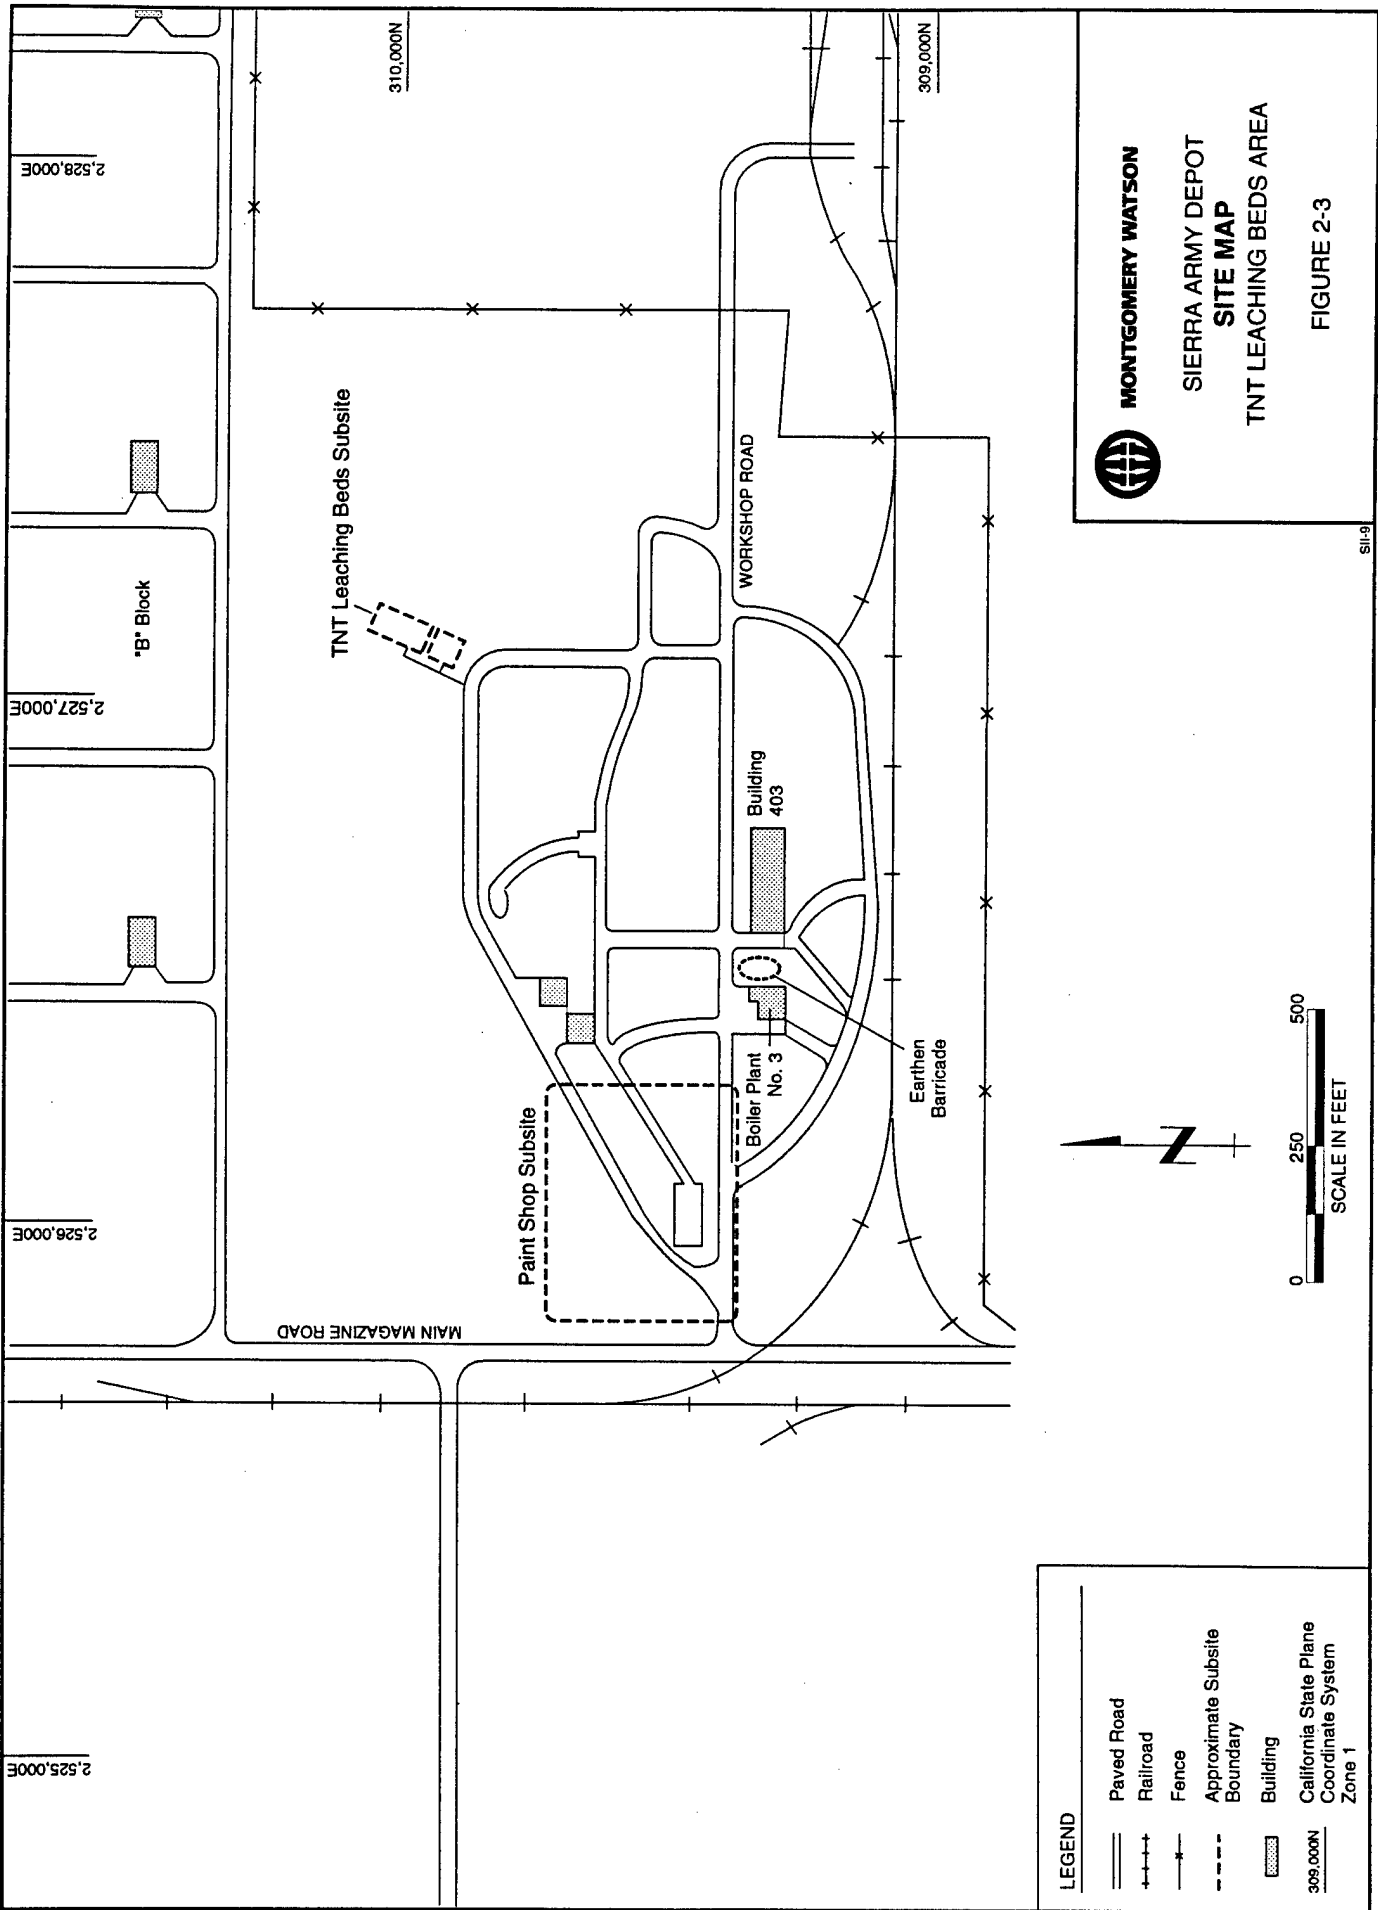 2,525,000E
2,526,000E
2,527,000E
2,528,000E
"B" Block
310,000N
309,000N
MAIN MAGAZINE ROAD
TNT Leaching Beds Subsite
Paint Shop Subsite
WORKSHOP ROAD
Building
403
Boiler Plant
No. 3
Earthen
Barricade
N
0 250 500
SCALE IN FEET
LEGEND
Paved Road
Railroad
Fence
Approximate Subsite
Boundary
Building
309,000N California State Plane
Coordinate System
Zone 1
MONTGOMERY WATSON
SIERRA ARMY DEPOT
SITE MAP
TNT LEACHING BEDS AREA
FIGURE 2-3
SII-9